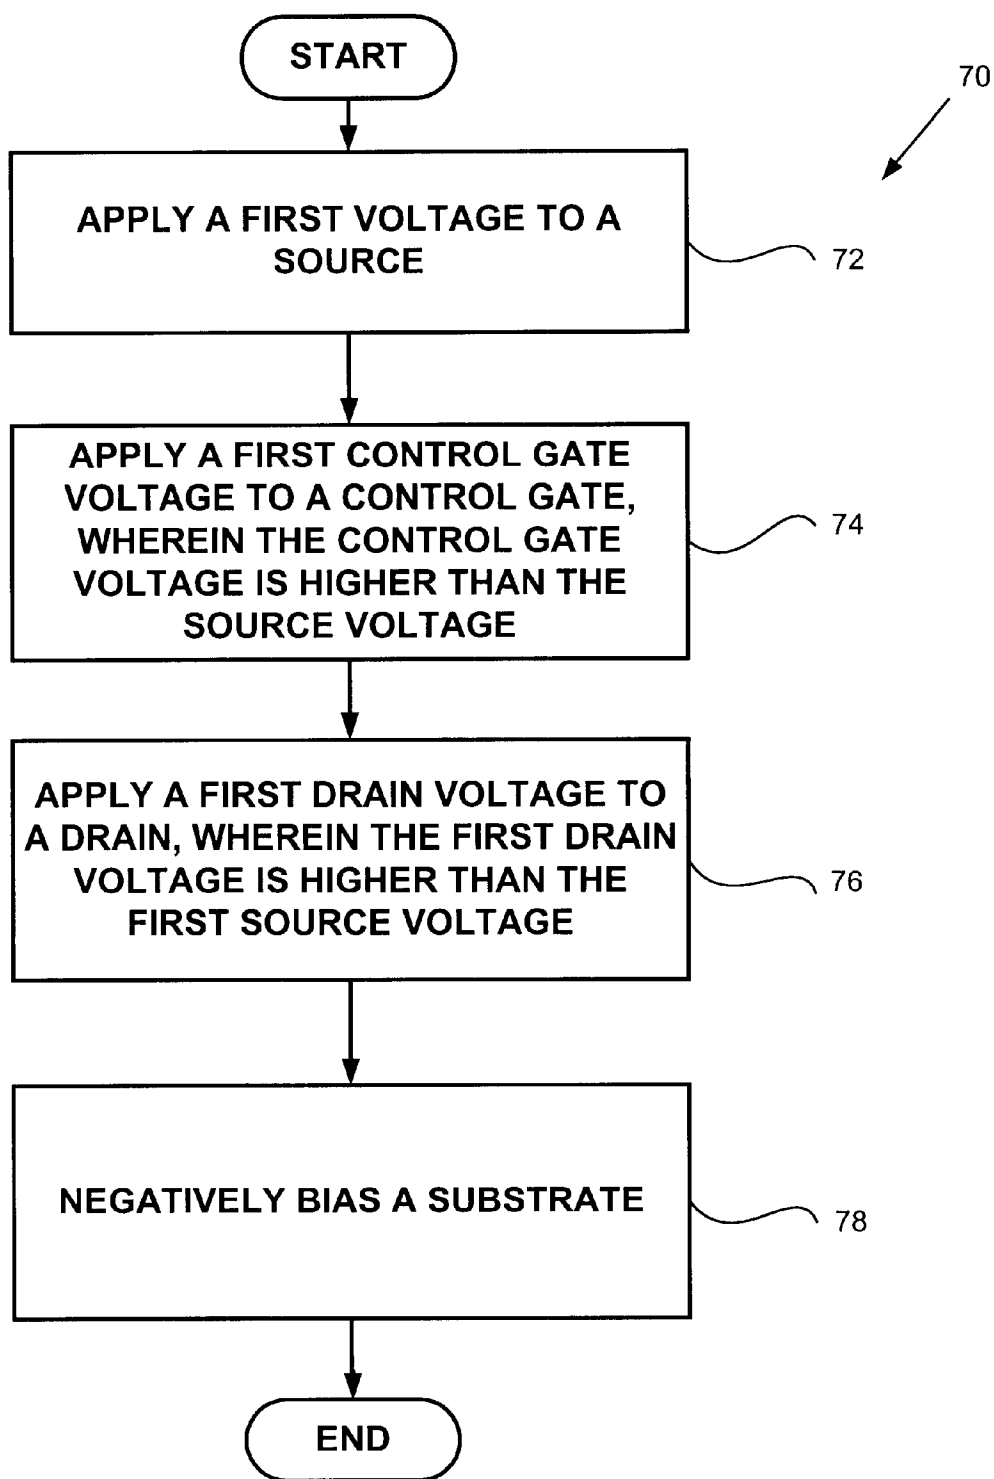 START
70
APPLY A FIRST VOLTAGE TO A
SOURCE
72
APPLY A FIRST CONTROL GATE
VOLTAGE TO A CONTROL GATE,
WHEREIN THE CONTROL GATE
VOLTAGE IS HIGHER THAN THE
SOURCE VOLTAGE
74
APPLY A FIRST DRAIN VOLTAGE TO
A DRAIN, WHEREIN THE FIRST DRAIN
VOLTAGE IS HIGHER THAN THE
FIRST SOURCE VOLTAGE
76
NEGATIVELY BIAS A SUBSTRATE
78
END